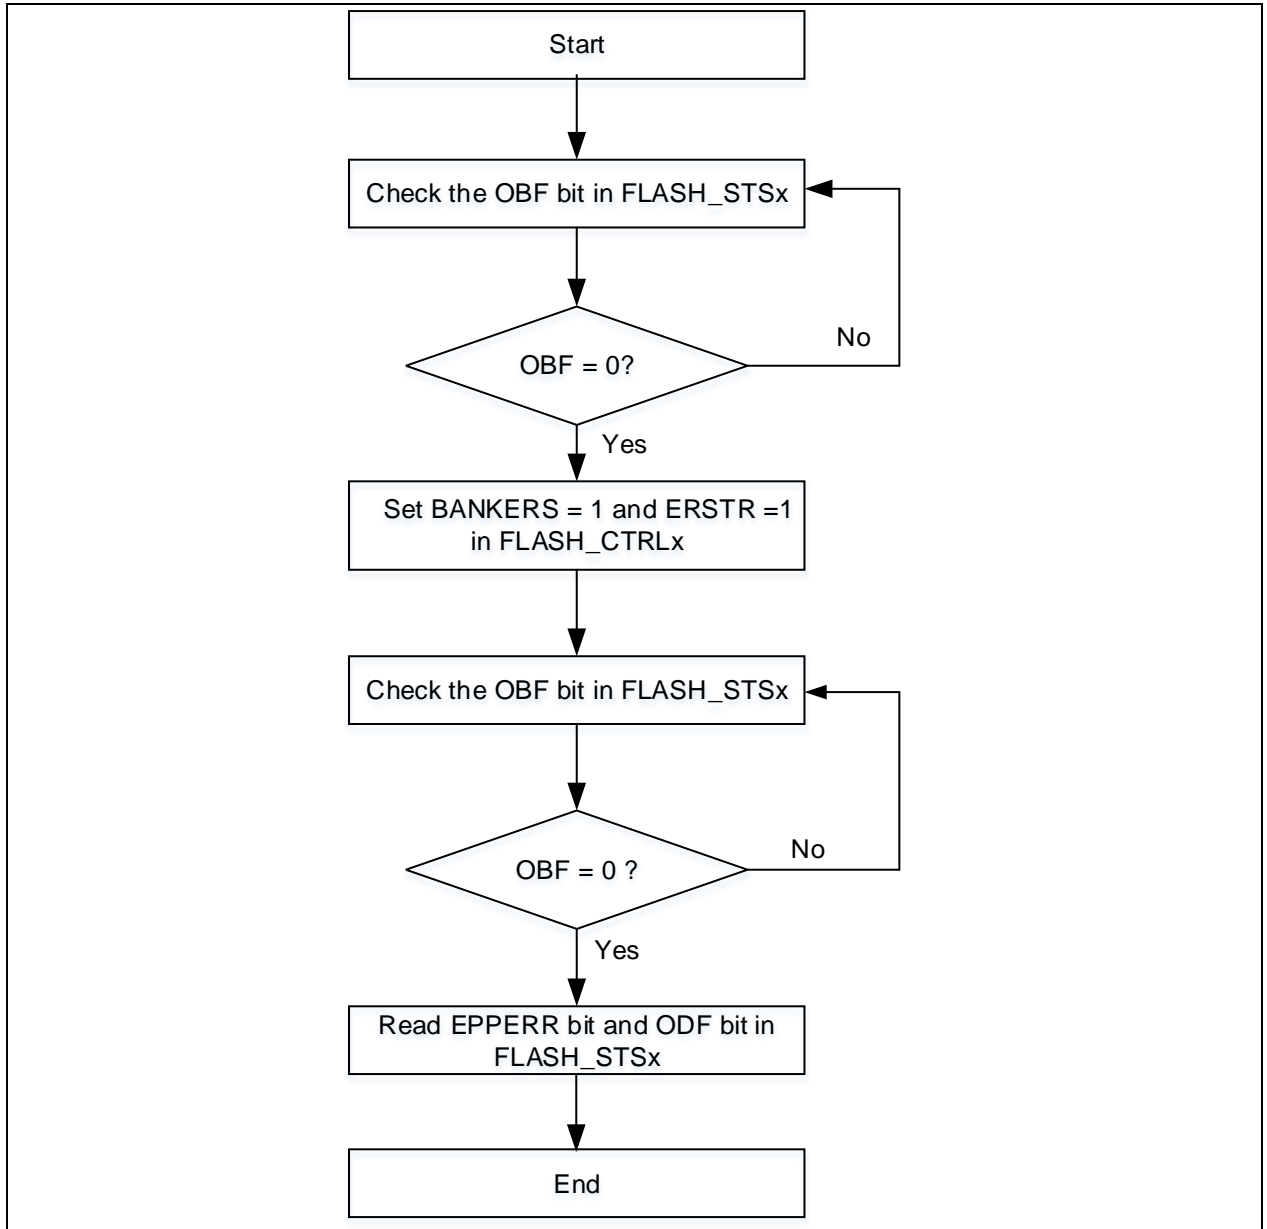 Start
Check the OBF bit in FLASH_STSx
OBF = 0?
No
Yes
Set BANKERS = 1 and ERSTR =1
in FLASH_CTRLx
Check the OBF bit in FLASH_STSx
No
OBF = 0 ?
Yes
Read EPPERR bit and ODF bit in
FLASH_STSx
End